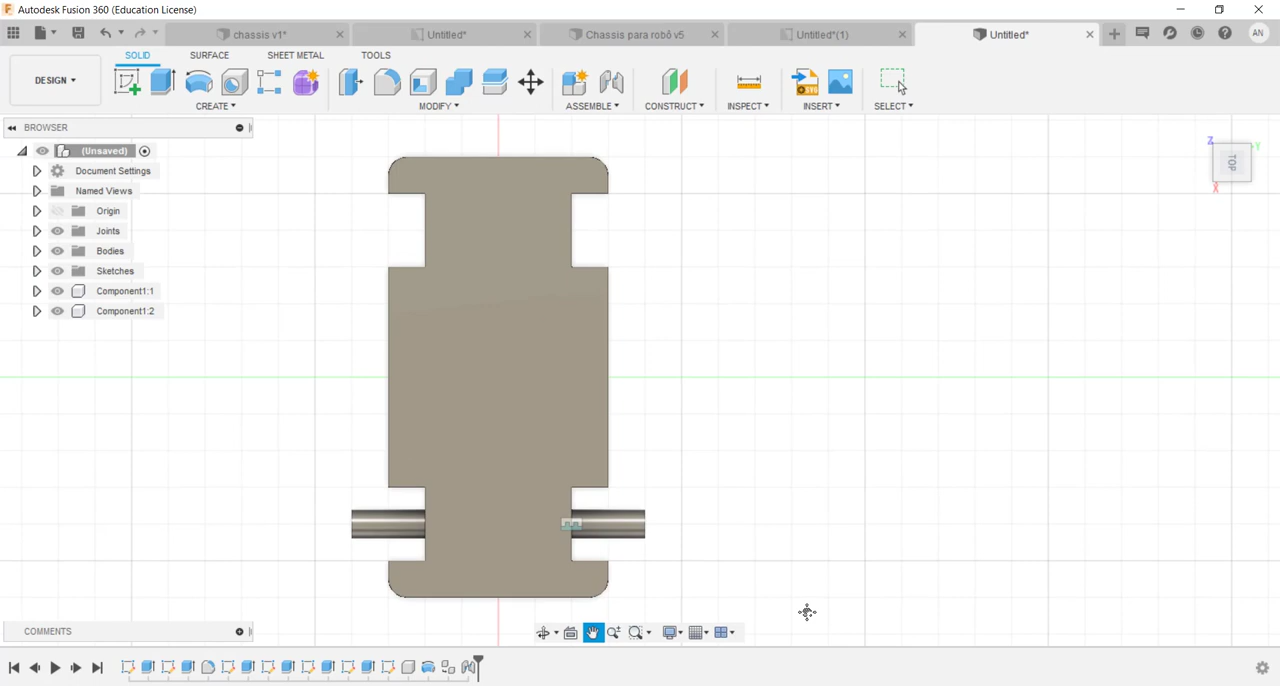 Autodesk Fusion 360 (Education License)
chassis v1*
Untitled*
Chassis para robô v5
Untitled*(1)
Untitled*
AN
DESIGN
SOLID
SURFACE
SHEET METAL
TOOLS
CREATE
MODIFY
ASSEMBLE
CONSTRUCT
INSPECT
INSERT
SELECT
BROWSER
(Unsaved)
Document Settings
Named Views
Origin
Joints
Bodies
Sketches
Component1:1
Component1:2
Z
Y
X
TOP
COMMENTS